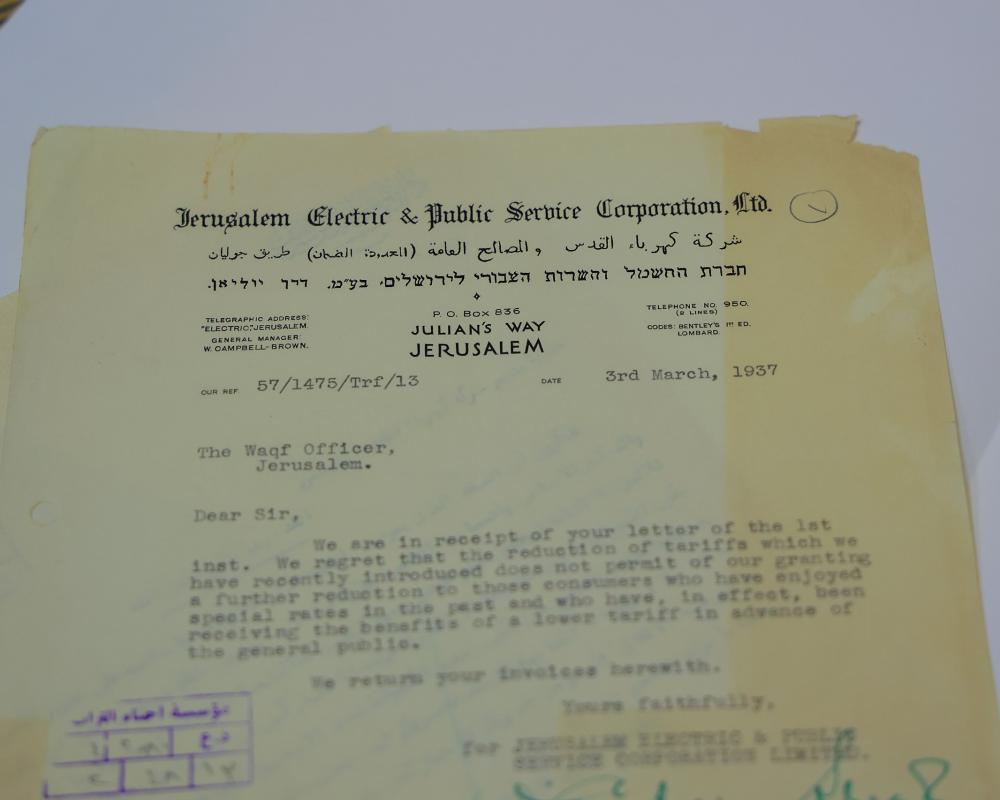 Jerusalem Electric & Public Service Corporation, Ltd.
شركة كهرباء القدس والمصالح العامة (المحدودة الضمان) طريق جوليان
חברת החשמל והשרות הצבורי לירושלים, בע״מ. דרך יוליאן.
TELEGRAPHIC ADDRESS:
"ELECTRIC," JERUSALEM.
GENERAL MANAGER:
W. CAMPBELL-BROWN.
P. O. Box 836
JULIAN'S WAY
JERUSALEM
TELEPHONE NO. 950.
(2 LINES)
CODES: BENTLEY'S 1ST ED.
LOMBARD.
OUR REF. 57/1475/Trf/13 DATE 3rd March, 1937
The Waqf Officer,
Jerusalem.
Dear Sir,
We are in receipt of your letter of the 1st
inst. We regret that the reduction of tariffs which we
have recently introduced does not permit of our granting
a further reduction to those consumers who have enjoyed
special rates in the past and who have, in effect, been
receiving the benefits of a lower tariff in advance of
the general public.
We return your invoices herewith.
Yours faithfully,
for JERUSALEM ELECTRIC & PUBLIC
SERVICE CORPORATION LIMITED.
مؤسسة احياء التراث